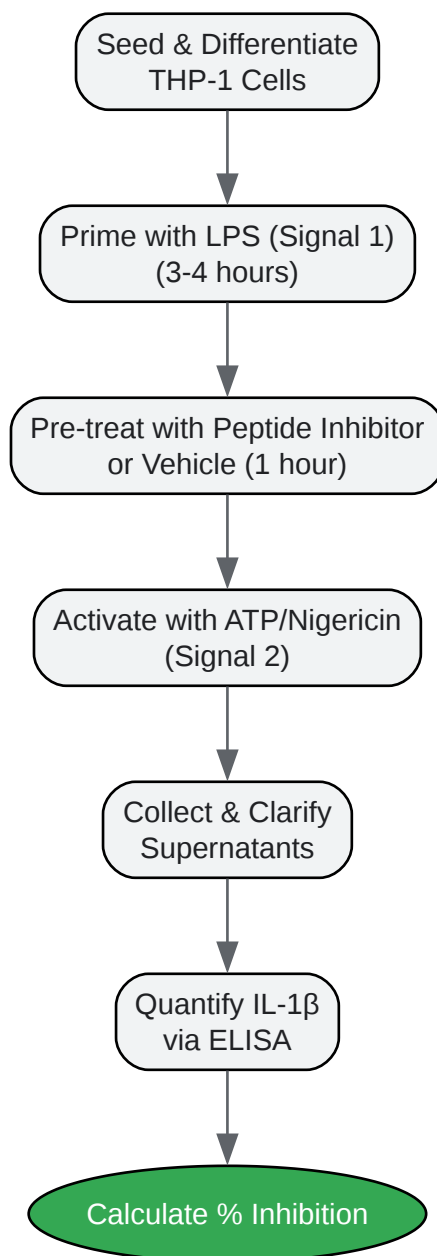 Seed & Differentiate
THP-1 Cells
Prime with LPS (Signal 1)
(3-4 hours)
Pre-treat with Peptide Inhibitor
or Vehicle (1 hour)
Activate with ATP/Nigericin
(Signal 2)
Collect & Clarify
Supernatants
Quantify IL-1β
via ELISA
Calculate % Inhibition